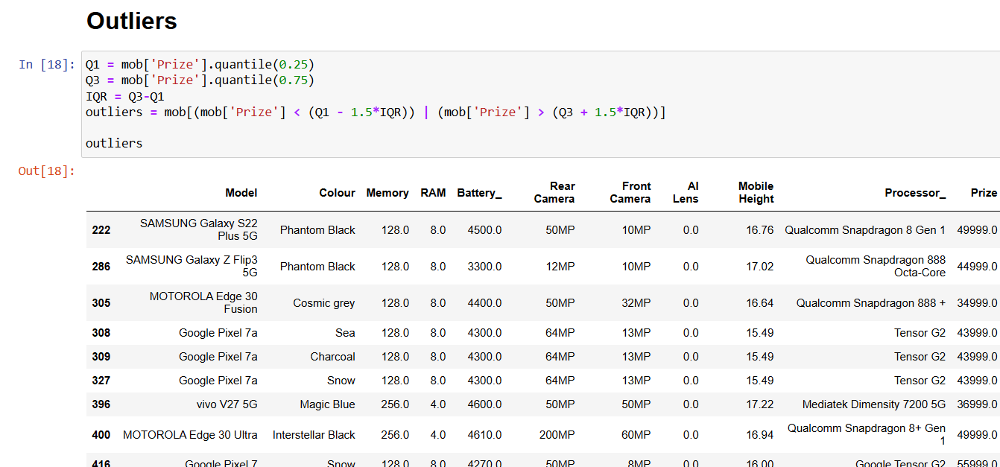 Outliers
In [18]: Q1 = mob['Prize'].quantile(0.25)
Q3 = mob['Prize'].quantile(0.75)
IQR = Q3-Q1
outliers = mob[(mob['Prize'] < (Q1 - 1.5*IQR)) | (mob['Prize'] > (Q3 + 1.5*IQR))]
outliers
Out[18]:
Model Colour Memory RAM Battery_ Rear Camera Front Camera AI Lens Mobile Height Processor_ Prize
222 SAMSUNG Galaxy S22 Plus 5G Phantom Black 128.0 8.0 4500.0 50MP 10MP 0.0 16.76 Qualcomm Snapdragon 8 Gen 1 49999.0
286 SAMSUNG Galaxy Z Flip3 5G Phantom Black 128.0 8.0 3300.0 12MP 10MP 0.0 17.02 Qualcomm Snapdragon 888 Octa-Core 44999.0
305 MOTOROLA Edge 30 Fusion Cosmic grey 128.0 8.0 4400.0 50MP 32MP 0.0 16.64 Qualcomm Snapdragon 888 + 34999.0
308 Google Pixel 7a Sea 128.0 8.0 4300.0 64MP 13MP 0.0 15.49 Tensor G2 43999.0
309 Google Pixel 7a Charcoal 128.0 8.0 4300.0 64MP 13MP 0.0 15.49 Tensor G2 43999.0
327 Google Pixel 7a Snow 128.0 8.0 4300.0 64MP 13MP 0.0 15.49 Tensor G2 43999.0
396 vivo V27 5G Magic Blue 256.0 4.0 4600.0 50MP 50MP 0.0 17.22 Mediatek Dimensity 7200 5G 36999.0
400 MOTOROLA Edge 30 Ultra Interstellar Black 256.0 4.0 4610.0 200MP 60MP 0.0 16.94 Qualcomm Snapdragon 8+ Gen 1 49999.0
416 Google Pixel 7 Snow 128.0 8.0 4270.0 50MP 8MP 0.0 16.00 Google Tensor G2 55999.0